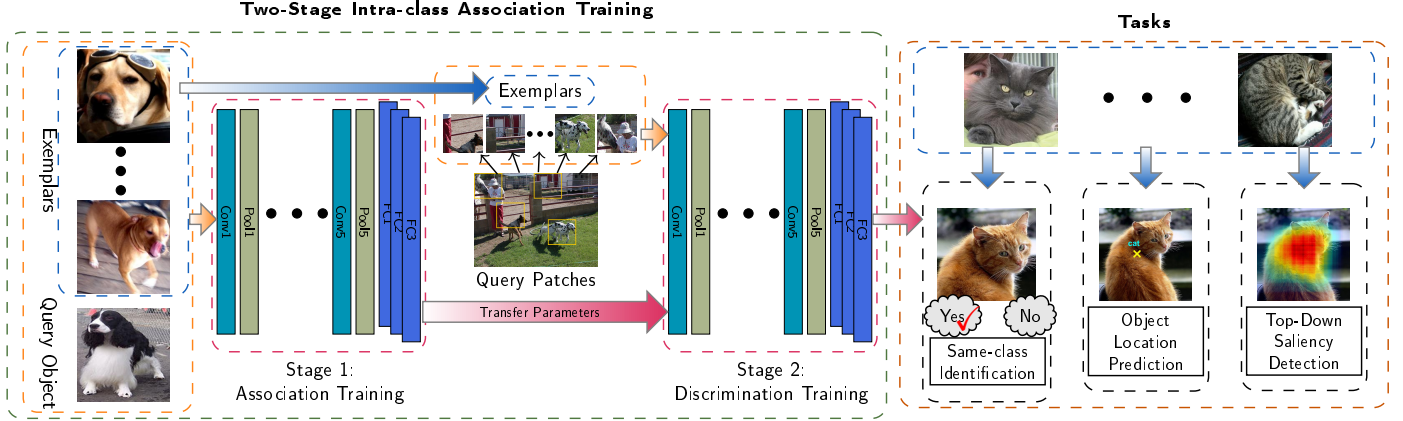 Two-Stage Intra-class Association Training
Tasks
Exemplars
Query Object
Conv1
Pool1
Conv5
Pool5
FC1
FC2
FC3
Stage 1:
Association Training
Exemplars
Query Patches
Transfer Parameters
Conv1
Pool1
Conv5
Pool5
FC1
FC2
FC3
Stage 2:
Discrimination Training
Yes
No
Same-class
Identification
cat
Object
Location
Prediction
Top-Down
Saliency
Detection